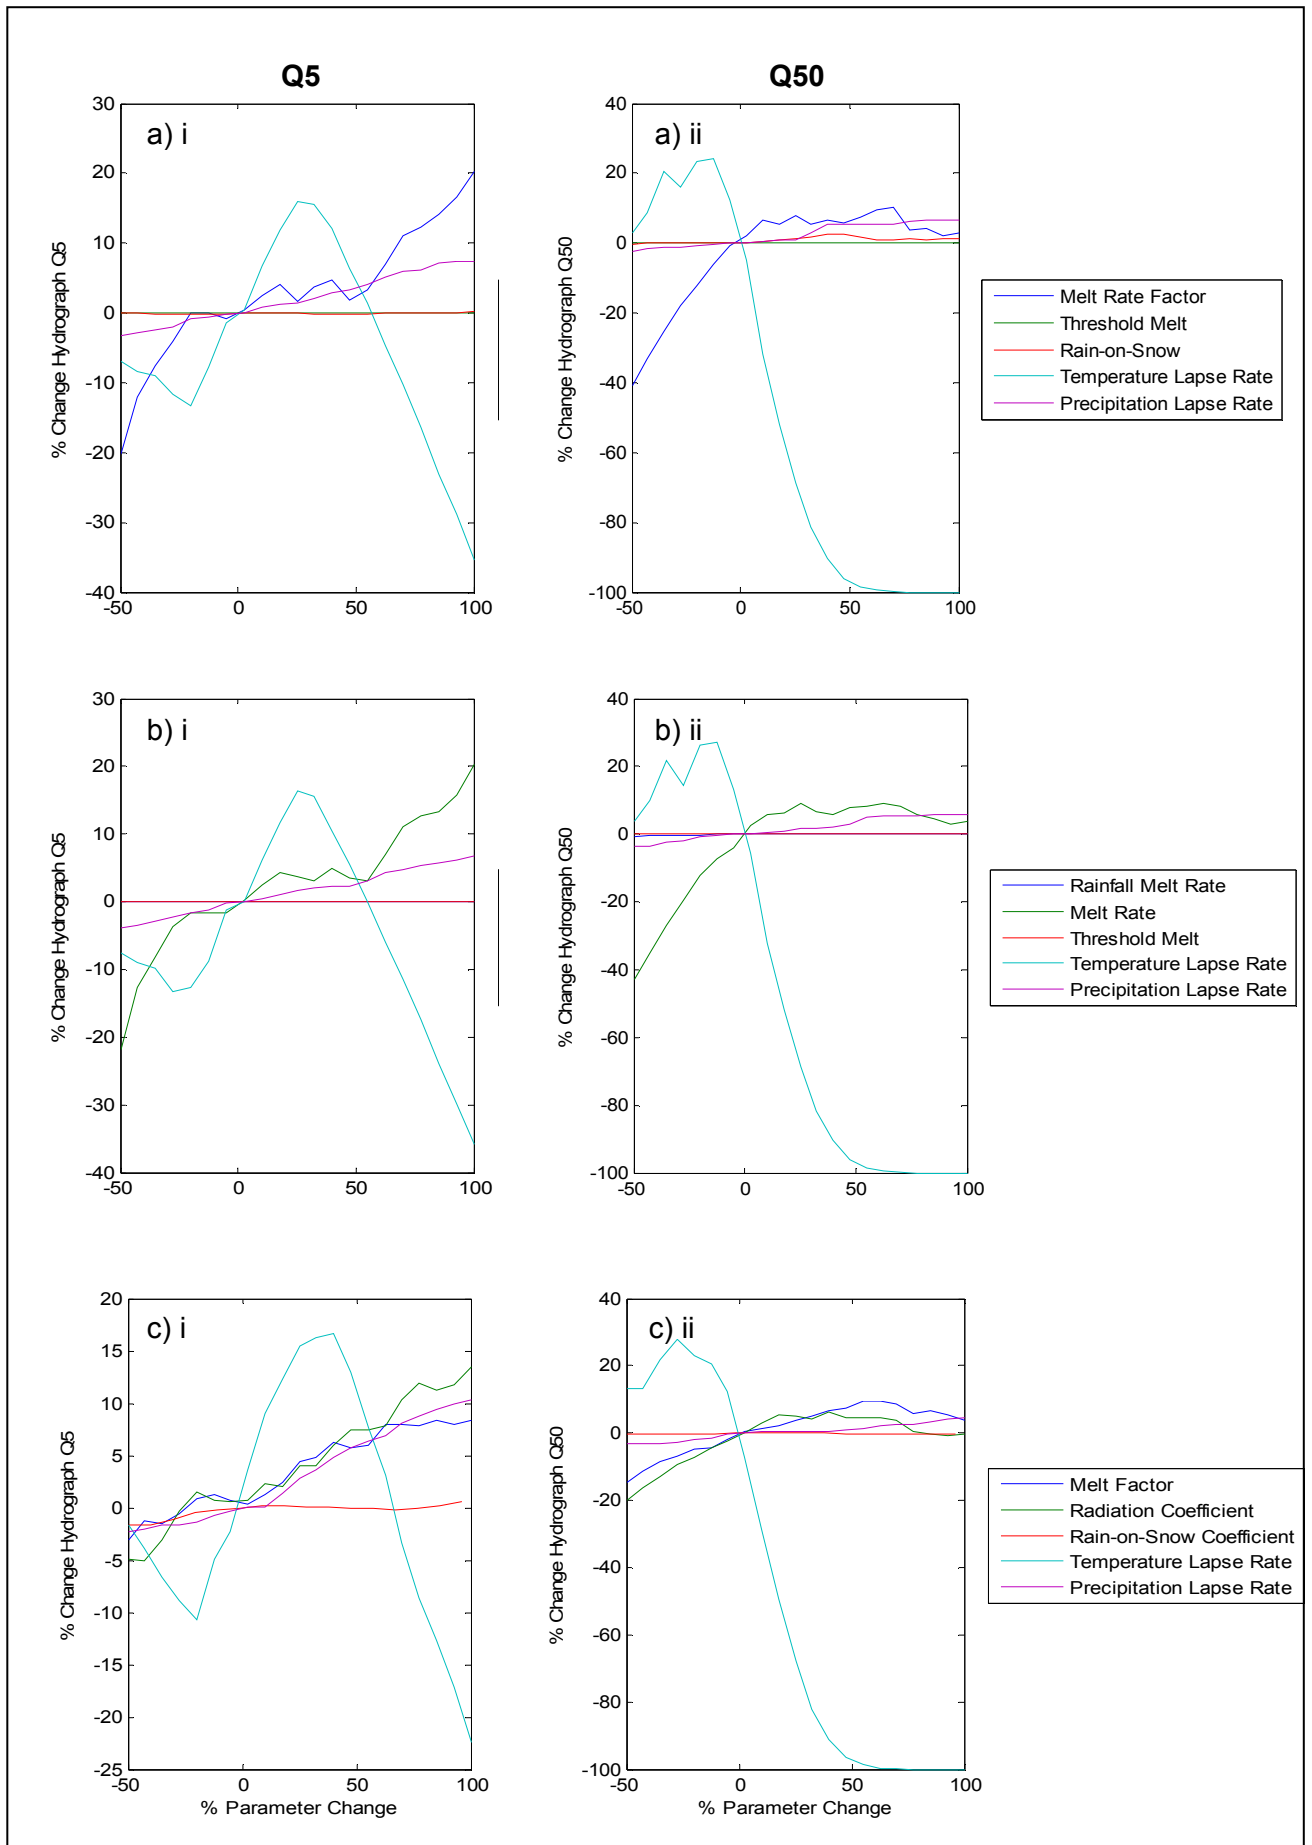 Q5
Q50
a) i
30
20
10
0
-10
-20
-30
-40
-50
0
50
100
% Change Hydrograph Q5
a) ii
40
20
0
-20
-40
-60
-80
-100
-50
0
50
100
% Change Hydrograph Q50
Melt Rate Factor
Threshold Melt
Rain-on-Snow
Temperature Lapse Rate
Precipitation Lapse Rate
b) i
30
20
10
0
-10
-20
-30
-40
-50
0
50
100
% Change Hydrograph Q5
b) ii
40
20
0
-20
-40
-60
-80
-100
-50
0
50
100
% Change Hydrograph Q50
Rainfall Melt Rate
Melt Rate
Threshold Melt
Temperature Lapse Rate
Precipitation Lapse Rate
c) i
20
15
10
5
0
-5
-10
-15
-20
-25
-50
0
50
100
% Parameter Change
% Change Hydrograph Q5
c) ii
40
20
0
-20
-40
-60
-80
-100
-50
0
50
100
% Parameter Change
% Change Hydrograph Q50
Melt Factor
Radiation Coefficient
Rain-on-Snow Coefficient
Temperature Lapse Rate
Precipitation Lapse Rate